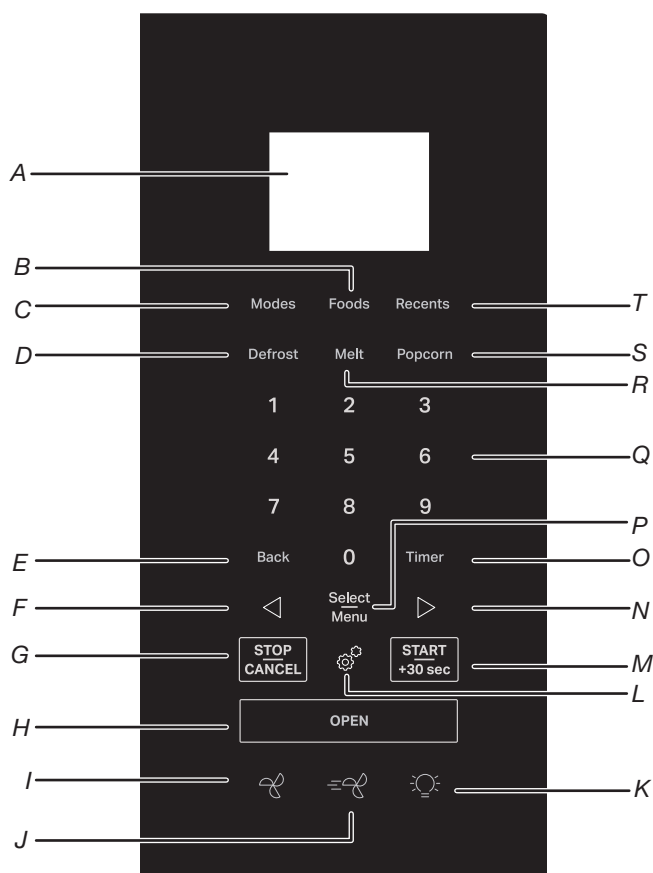 A
B
C Modes Foods Recents T
D Defrost Melt Popcorn S
R
1 2 3
4 5 6 Q
7 8 9
P
E Back 0 Timer O
F Select N
Menu
G STOP START M
CANCEL +30 sec
L
H OPEN
I K
J